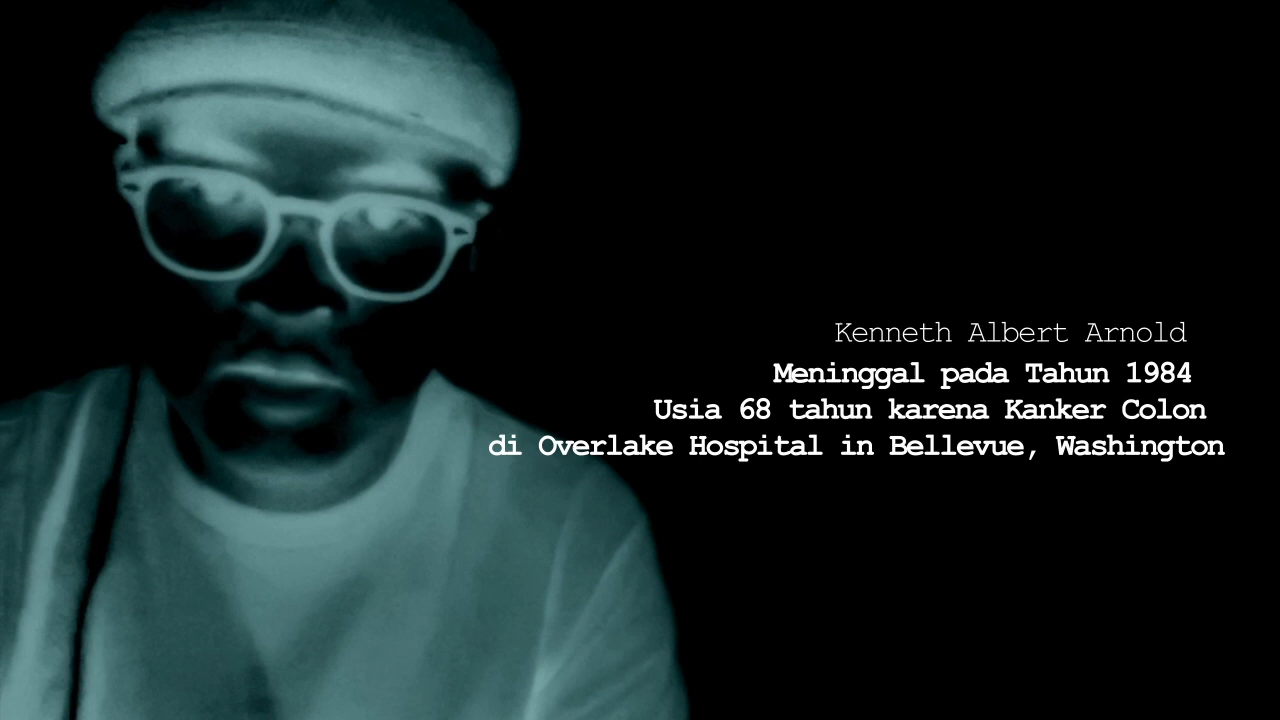 Kenneth Albert Arnold
Meninggal pada Tahun 1984
Usia 68 tahun karena Kanker Colon
di Overlake Hospital in Bellevue, Washington